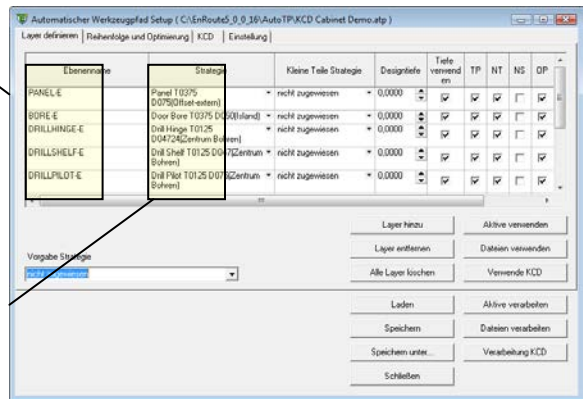 Automatischer Werkzeugpfad Setup ( C:\EnRoute5_0_0_16\AutoTP\KCD Cabinet Demo.atp )
Layer definieren Reihenfolge und Optimierung KCD Einstellung
Ebenenname Strategie Kleine Teile Strategie Designtiefe Tiefe verwenden TP NT NS OP
PANEL-E Panel T0375 D075(Offset-extern) nicht zugewiesen 0,0000
BORE-E Door Bore T0375 D050(Island) nicht zugewiesen 0,0000
DRILLHINGE-E Drill Hinge T0125 D04724(Zentrum Bohren) nicht zugewiesen 0,0000
DRILLSHELF-E Drill Shelf T0125 D047(Zentrum Bohren) nicht zugewiesen 0,0000
DRILLPILOT-E Drill Pilot T0125 D075(Zentrum Bohren) nicht zugewiesen 0,0000
Layer hinzu Aktive verwenden
Layer entfernen Dateien verwenden
Vorgabe Strategie
nicht zugewiesen
Alle Layer löschen Verwende KCD
Laden Aktive verarbeiten
Speichern Dateien verarbeiten
Speichern unter... Verarbeitung KCD
Schließen